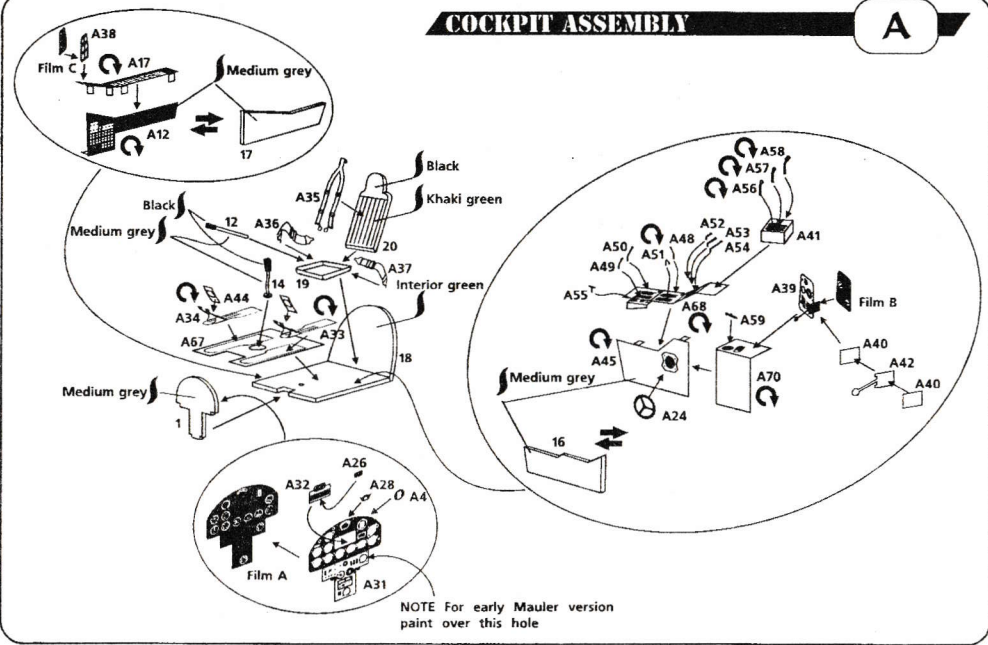 COCKPIT ASSEMBLY
A
A38
Film C
A17
Medium grey
A12
17
Black
A35
Khaki green
Black
12
A36
Medium grey
20
A37
19
Interior green
14
A44
A34
A33
A67
18
Medium grey
1
A26
A32
A28
A4
Film A
A31
NOTE For early Mauler version
paint over this hole
A58
A57
A56
A41
A52
A53
A54
A50
A48
A51
A49
A55
A68
A39
Film B
A59
A45
A40
A42
A40
A70
Medium grey
A24
16